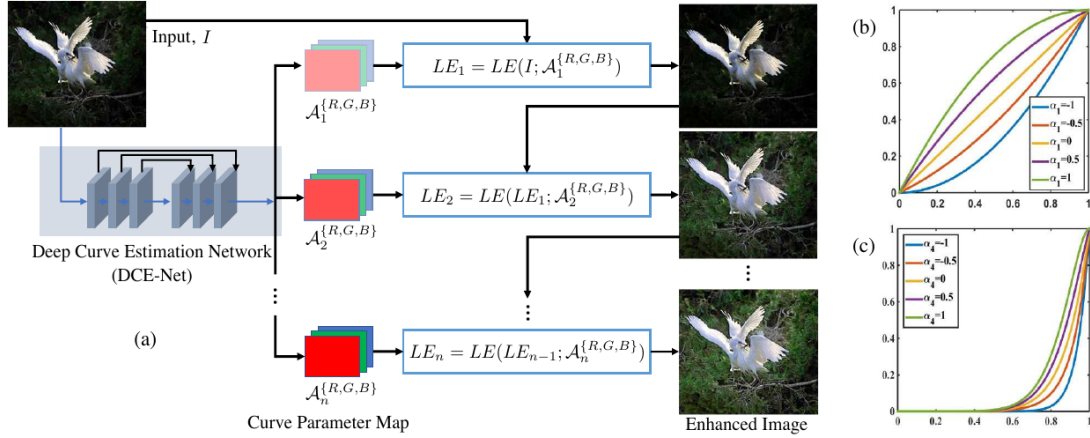 Input, I
LE_1 = LE(I; A_1^{R,G,B})
A_1^{R,G,B}
LE_2 = LE(LE_1; A_2^{R,G,B})
A_2^{R,G,B}
Deep Curve Estimation Network
(DCE-Net)
...
...
...
(a)
LE_n = LE(LE_{n-1}; A_n^{R,G,B})
A_n^{R,G,B}
Curve Parameter Map
Enhanced Image
(b)
1
0.8
0.6
0.4
0.2
0
0 0.2 0.4 0.6 0.8 1
α_1=-1
α_1=-0.5
α_1=0
α_1=0.5
α_1=1
(c)
1
0.8
0.6
0.4
0.2
0
0 0.2 0.4 0.6 0.8 1
α_4=-1
α_4=-0.5
α_4=0
α_4=0.5
α_4=1